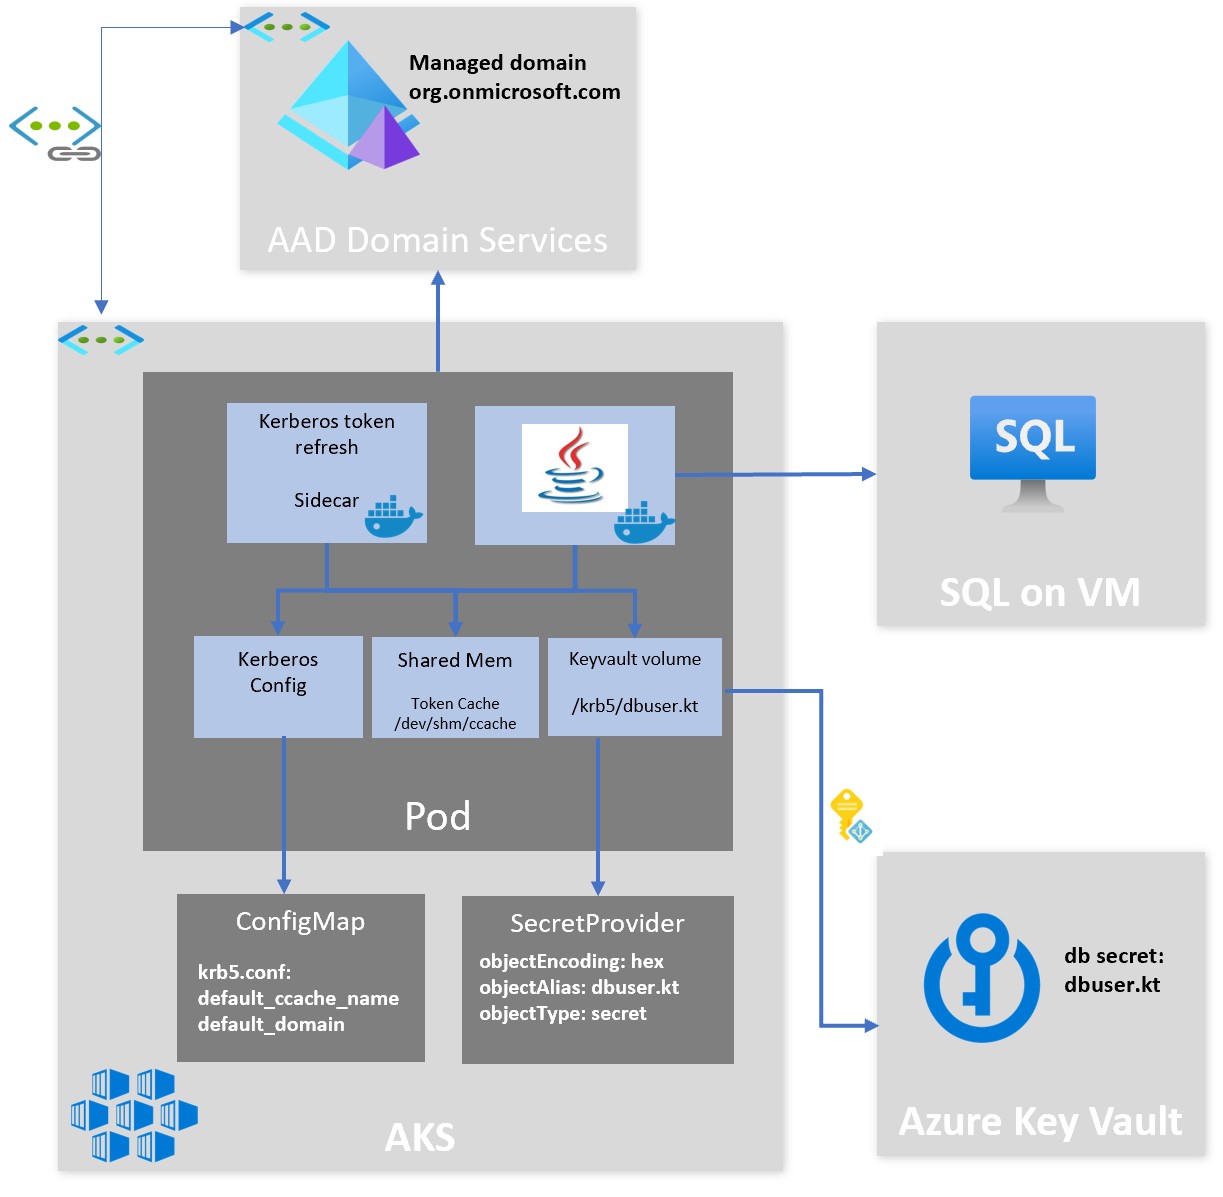 Managed domain
org.onmicrosoft.com
AAD Domain Services
Kerberos token
refresh
Sidecar
SQL
SQL on VM
Kerberos
Config
Shared Mem
Token Cache
/dev/shm/ccache
Keyvault volume
/krb5/dbuser.kt
Pod
ConfigMap
krb5.conf:
default_ccache_name
default_domain
SecretProvider
objectEncoding: hex
objectAlias: dbuser.kt
objectType: secret
AKS
db secret:
dbuser.kt
Azure Key Vault